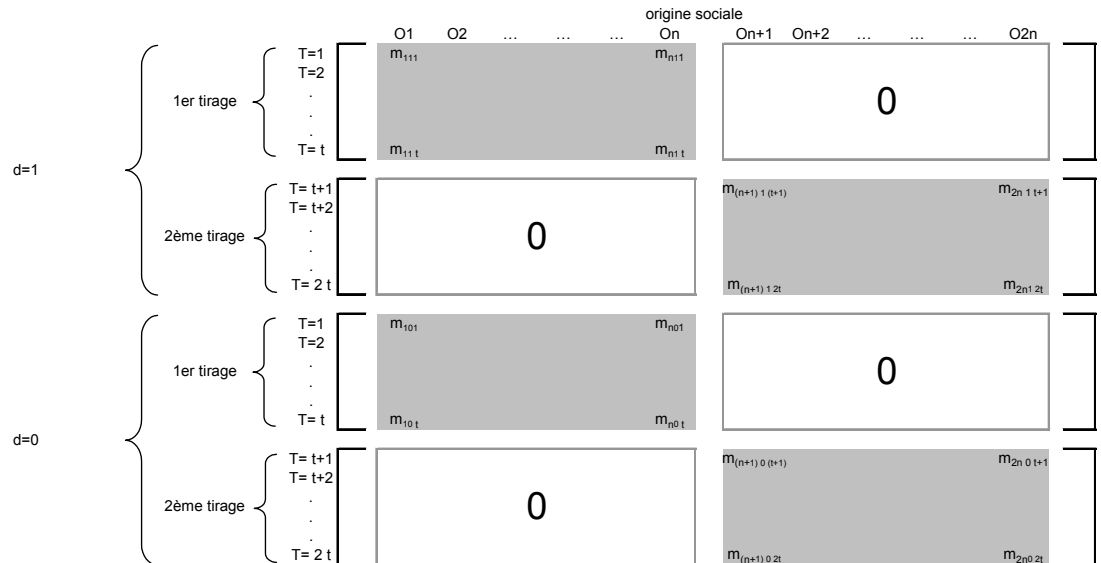 origine sociale
O1 O2 … … … On On+1 On+2 … … … O2n
d=1
1er tirage
T=1 m111 mn11
T=2
.
.
.
T= t m11 t mn1 t
0
2ème tirage
T= t+1 m(n+1) 1 (t+1) m2n 1 t+1
T= t+2
.
.
.
T= 2 t m(n+1) 1 2t m2n1 2t
0
d=0
1er tirage
T=1 m101 mn01
T=2
.
.
.
T= t m10 t mn0 t
0
2ème tirage
T= t+1 m(n+1) 0 (t+1) m2n 0 t+1
T= t+2
.
.
.
T= 2 t m(n+1) 0 2t m2n0 2t
0